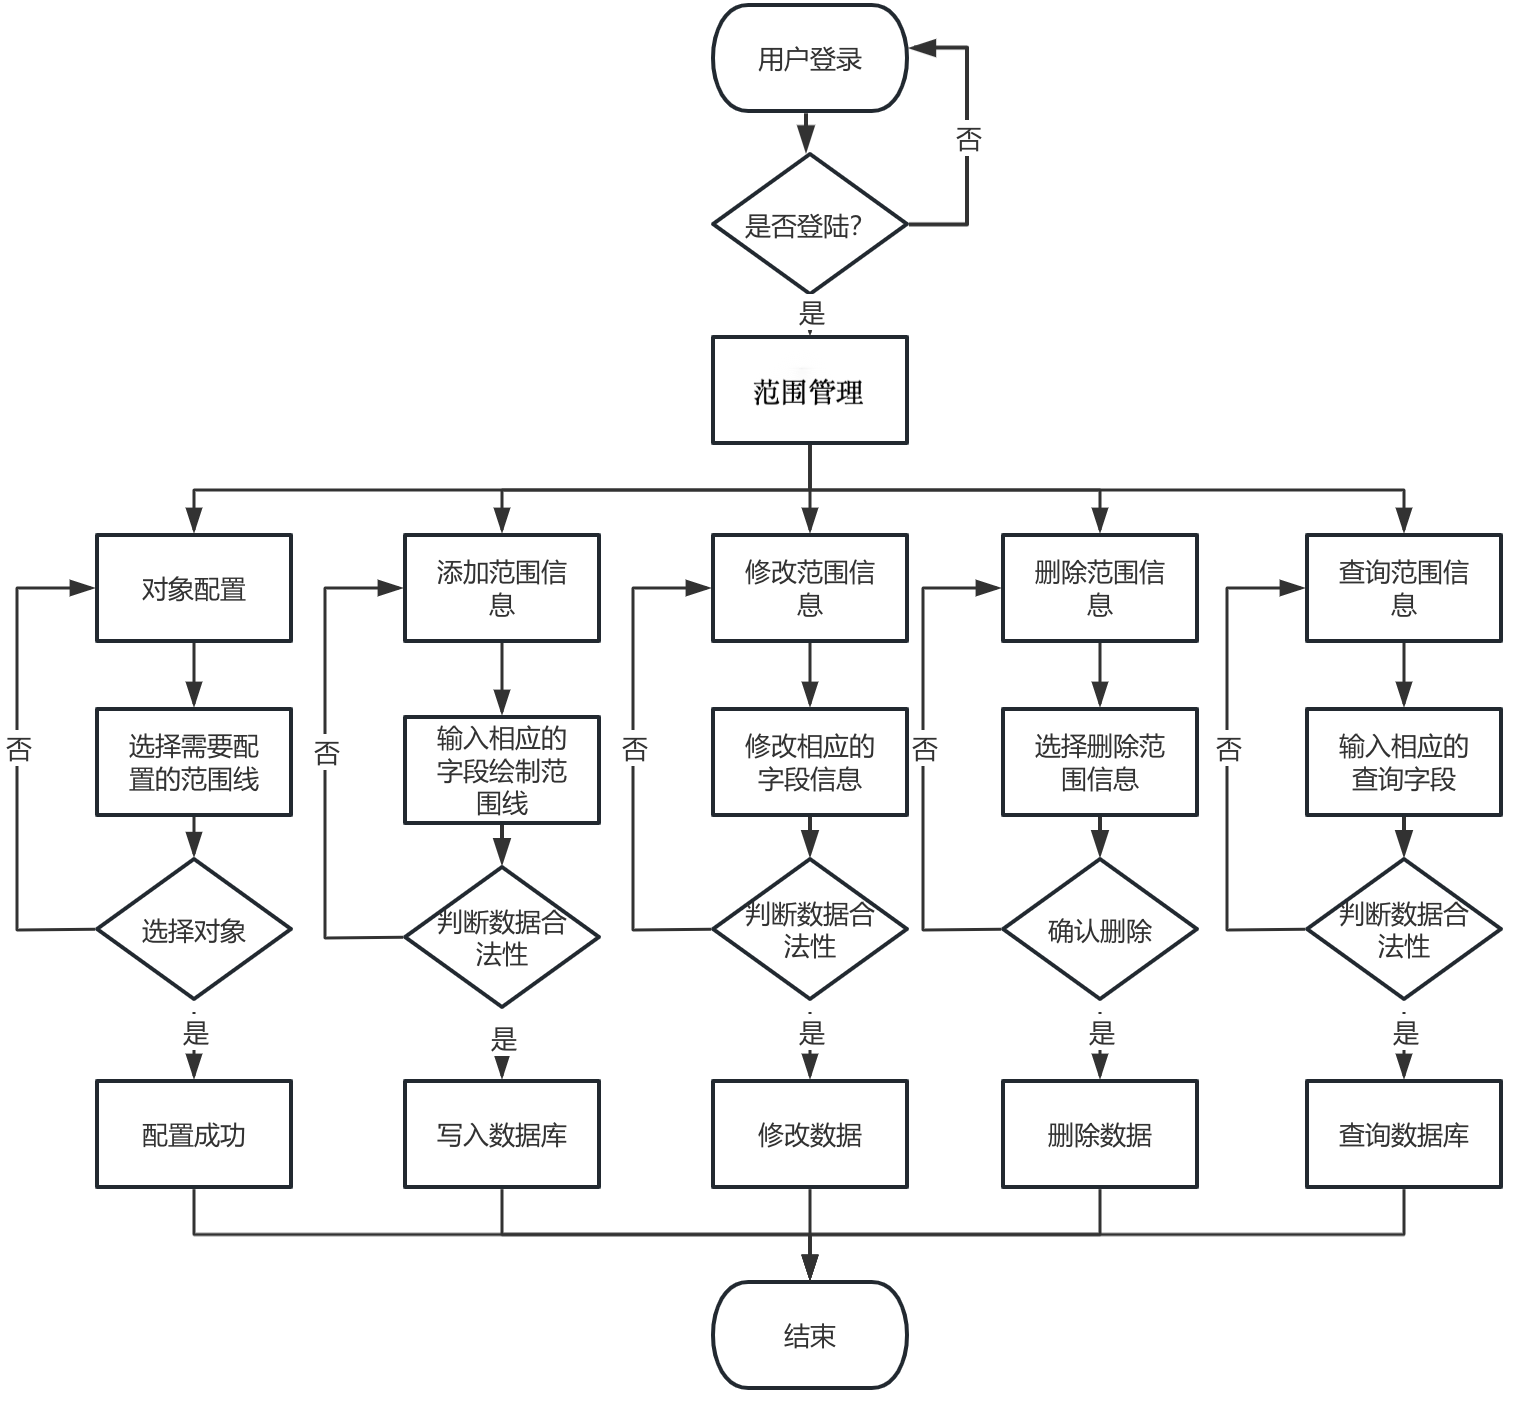 用户登录
否
是否登陆?
是
范围管理
对象配置
添加范围信
息
修改范围信
息
删除范围信
息
查询范围信
息
否
选择需要配
置的范围线
否
输入相应的
字段绘制范
围线
否
修改相应的
字段信息
否
选择删除范
围信息
否
输入相应的
查询字段
选择对象
判断数据合
法性
判断数据合
法性
确认删除
判断数据合
法性
是
是
是
是
是
配置成功
写入数据库
修改数据
删除数据
查询数据库
结束